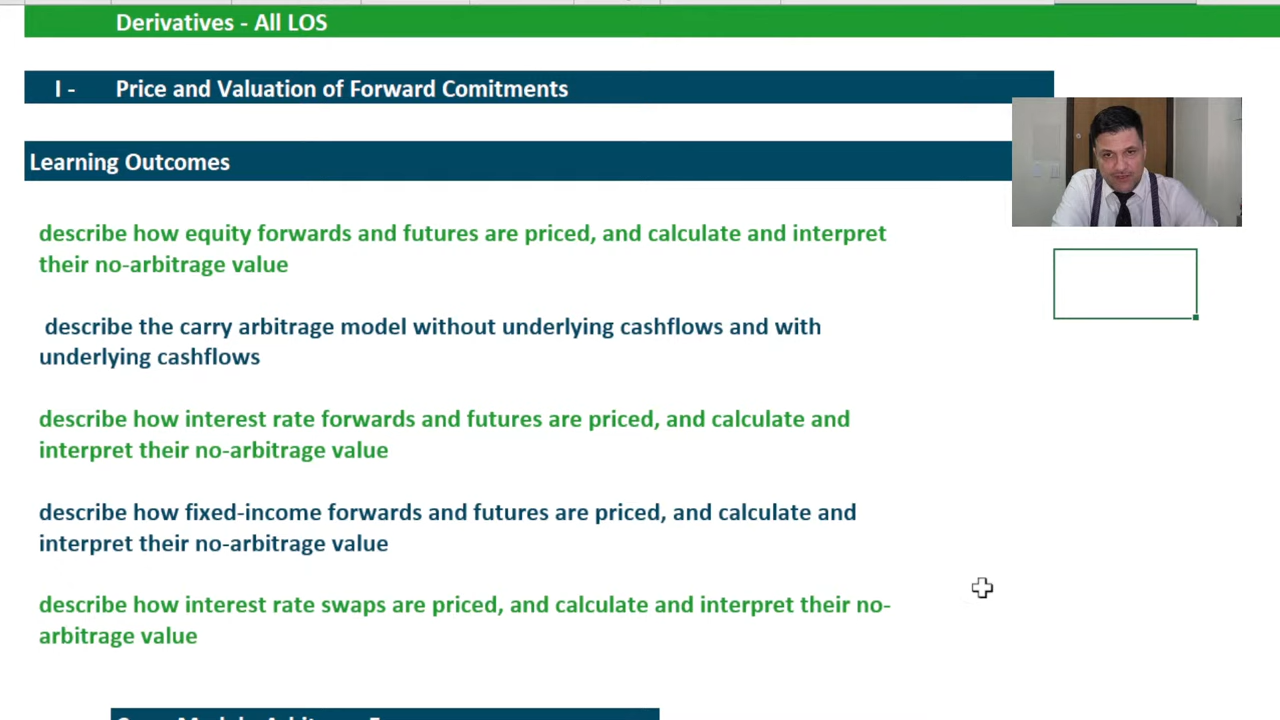 Derivatives - All LOS
I - Price and Valuation of Forward Comitments
Learning Outcomes
describe how equity forwards and futures are priced, and calculate and interpret
their no-arbitrage value
describe the carry arbitrage model without underlying cashflows and with
underlying cashflows
describe how interest rate forwards and futures are priced, and calculate and
interpret their no-arbitrage value
describe how fixed-income forwards and futures are priced, and calculate and
interpret their no-arbitrage value
describe how interest rate swaps are priced, and calculate and interpret their no-
arbitrage value